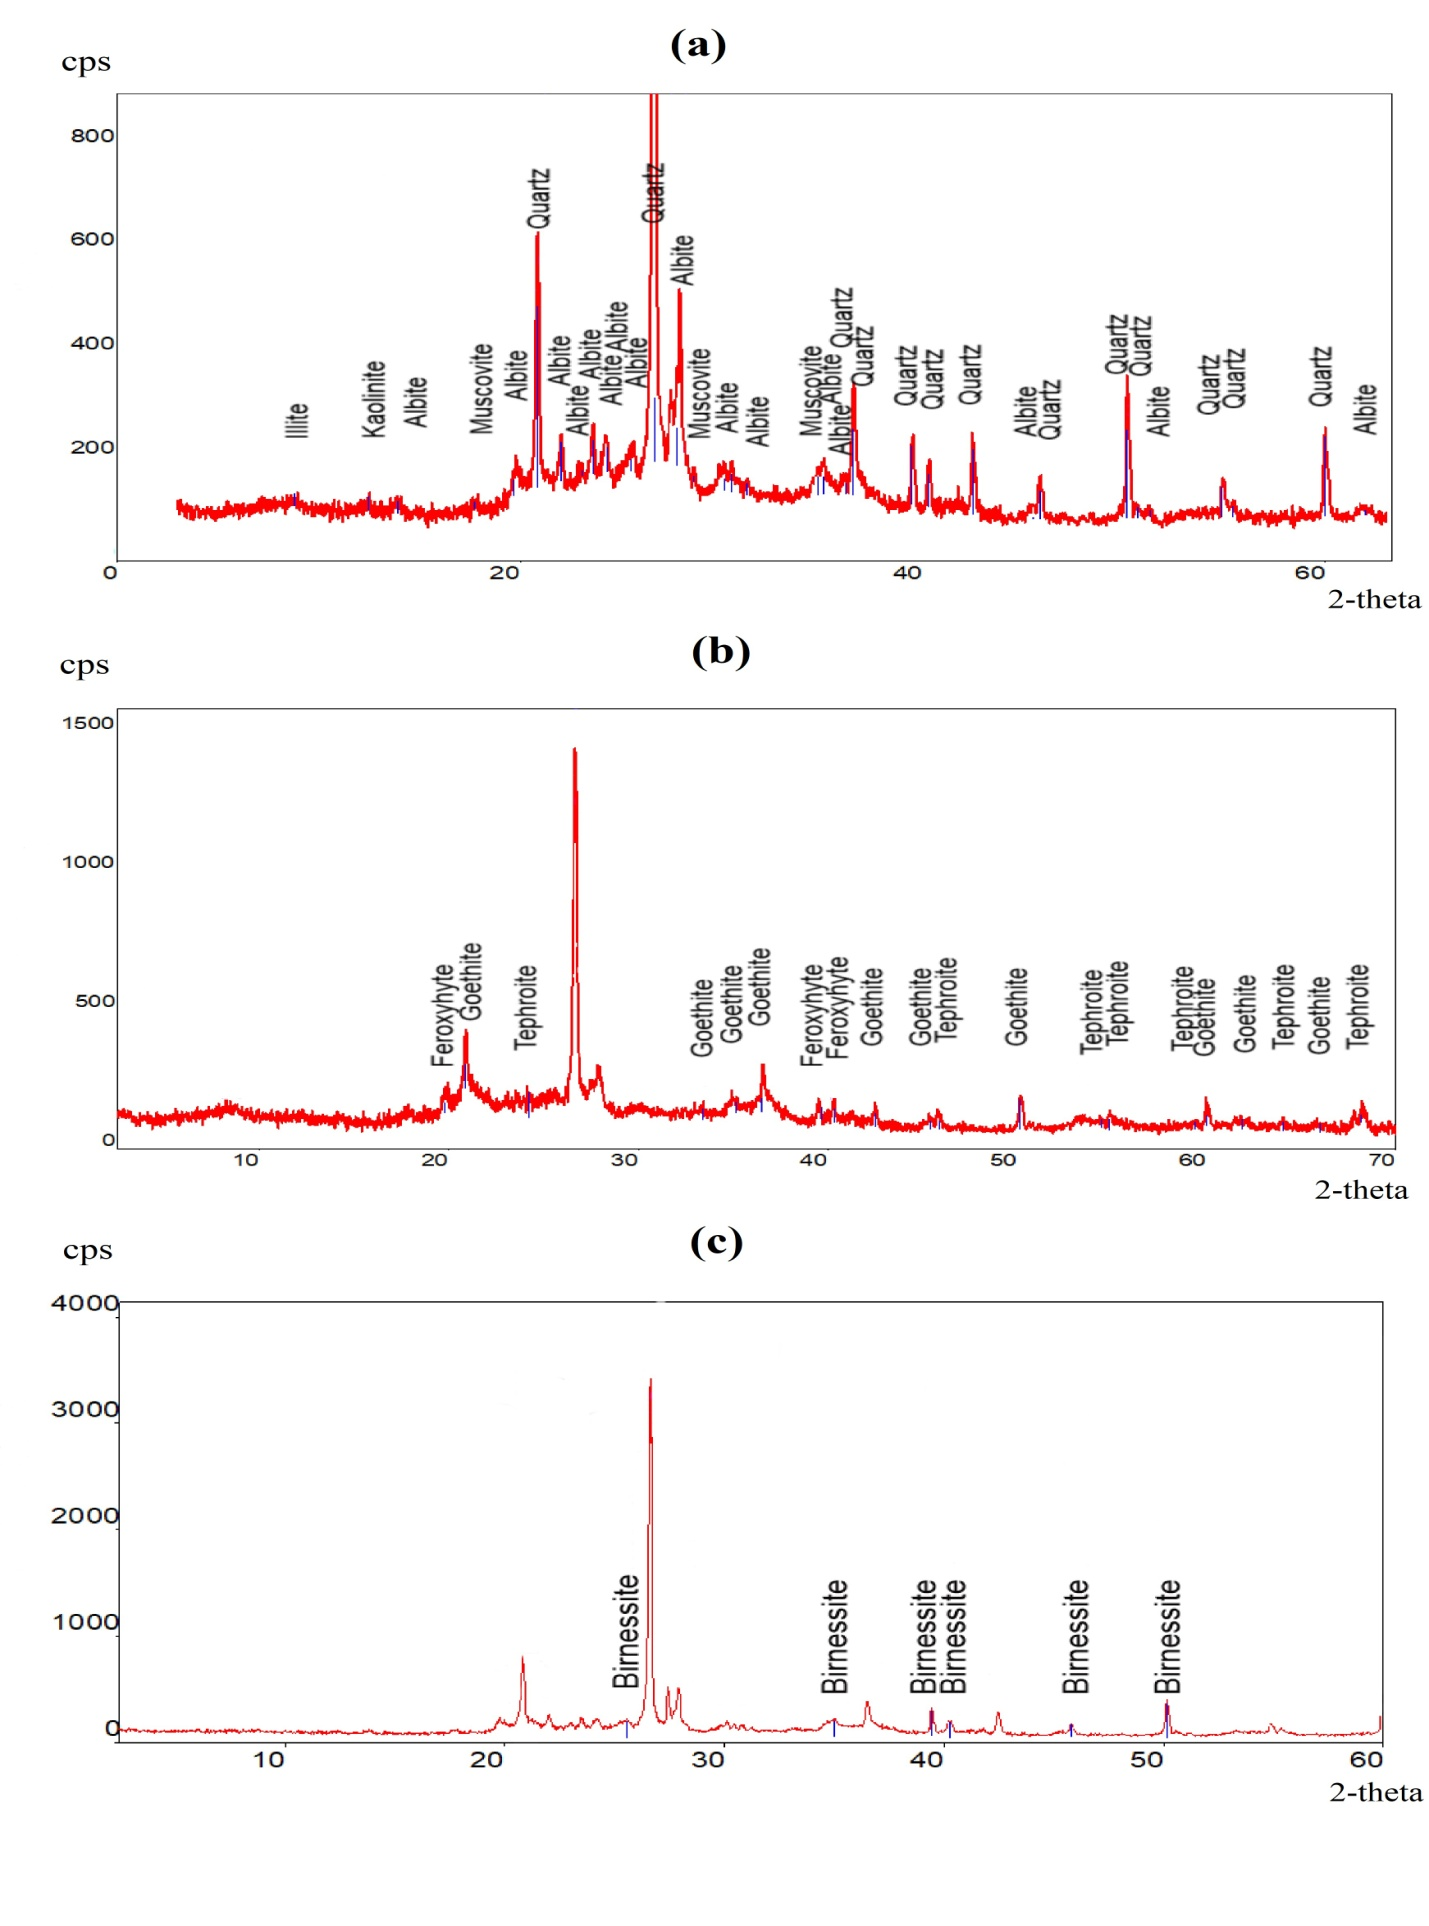 (a)
cps
800
600
400
200
0
20
40
60
2-theta
Illite
Kaolinite
Albite
Muscovite
Albite
Quartz
Albite
Albite
Albite
Albite
Albite
Albite
Quartz
Albite
Muscovite
Albite
Albite
Muscovite
Albite
Albite
Quartz
Quartz
Quartz
Quartz
Quartz
Albite
Quartz
Quartz
Quartz
Albite
Quartz
Quartz
Quartz
Albite
(b)
cps
1500
1000
500
0
10
20
30
40
50
60
70
2-theta
Feroxyhyte
Goethite
Tephroite
Goethite
Goethite
Goethite
Feroxyhyte
Feroxyhyte
Goethite
Goethite
Tephroite
Goethite
Tephroite
Tephroite
Tephroite
Goethite
Goethite
Tephroite
Goethite
Tephroite
(c)
cps
4000
3000
2000
1000
0
10
20
30
40
50
60
2-theta
Birnessite
Birnessite
Birnessite
Birnessite
Birnessite
Birnessite